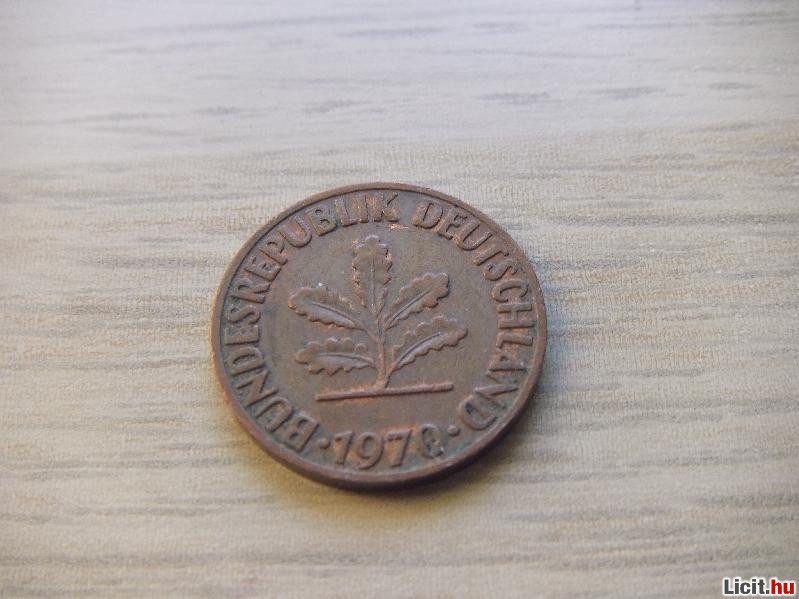 BUNDESREPUBLIK DEUTSCHLAND
· 1970 ·
Licit.hu